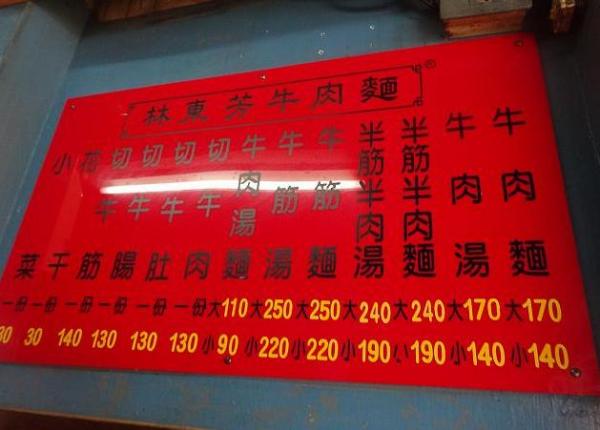 林東芳牛肉麵®
牛肉麵
大170
小140
牛肉湯
大170
小140
半筋半肉麵
大240
小190
半筋半肉湯
大240
小190
牛筋麵
大250
小220
牛筋湯
大250
小220
牛肉湯麵
大110
小90
切牛肉
一份
130
切牛肚
一份
130
切牛腸
一份
130
切牛筋
一份
140
花干
一份
30
小菜
一份
30